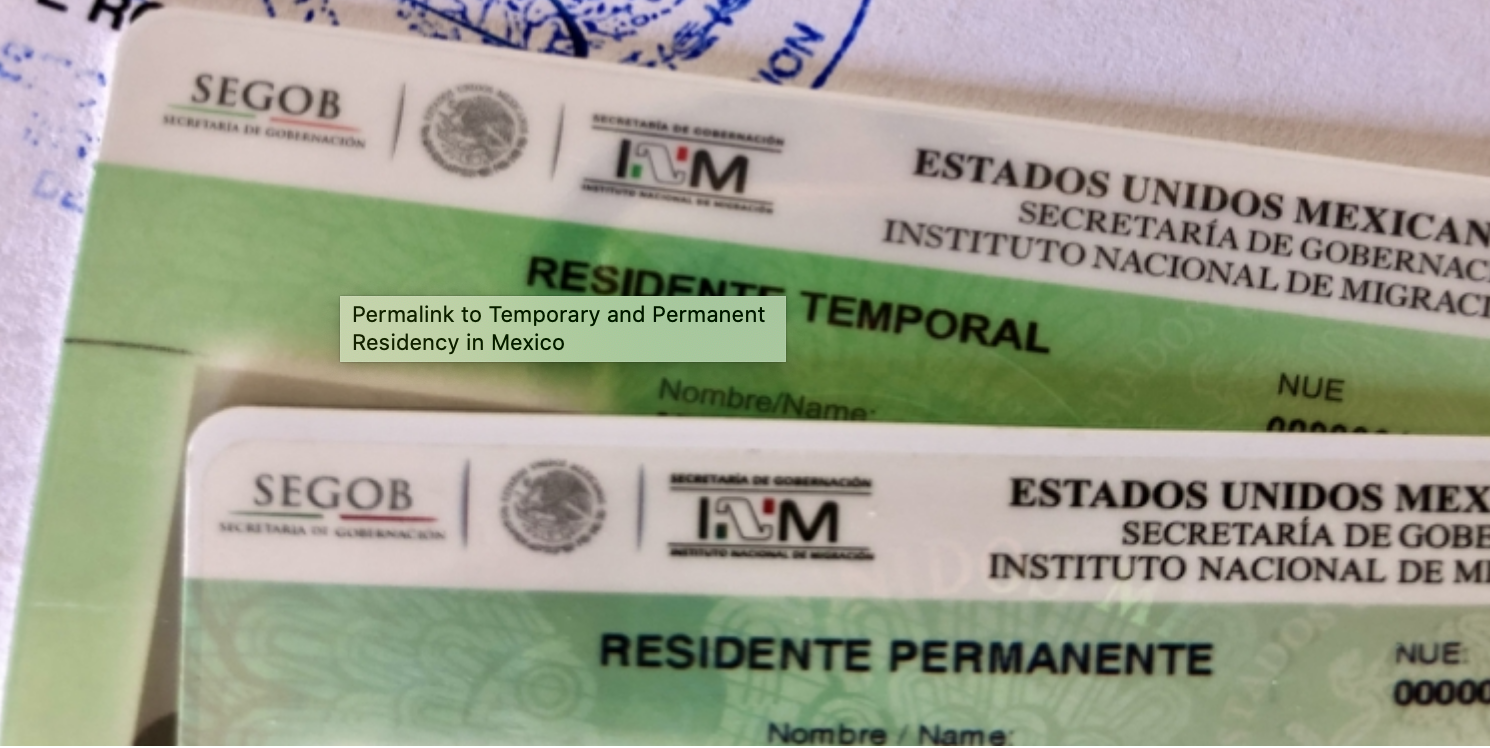 SEGOB
SECRETARÍA DE GOBERNACIÓN
SECRETARÍA DE GOBERNACIÓN
INM
INSTITUTO NACIONAL DE MIGRACIÓN
ESTADOS UNIDOS MEXICAN
SECRETARÍA DE GOBERNAC
INSTITUTO NACIONAL DE MIGRACI
RESIDENTE TEMPORAL
Permalink to Temporary and Permanent
Residency in Mexico
Nombre/Name:
NUE
SEGOB
SECRETARÍA DE GOBERNACIÓN
SECRETARÍA DE GOBERNACIÓN
INM
INSTITUTO NACIONAL DE MIGRACIÓN
ESTADOS UNIDOS MEX
SECRETARÍA DE GOBE
INSTITUTO NACIONAL DE MI
RESIDENTE PERMANENTE
NUE:
00000
Nombre / Name: